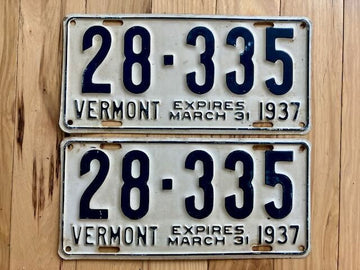 28·335
VERMONT EXPIRES MARCH 31 1937
28·335
VERMONT EXPIRES MARCH 31 1937